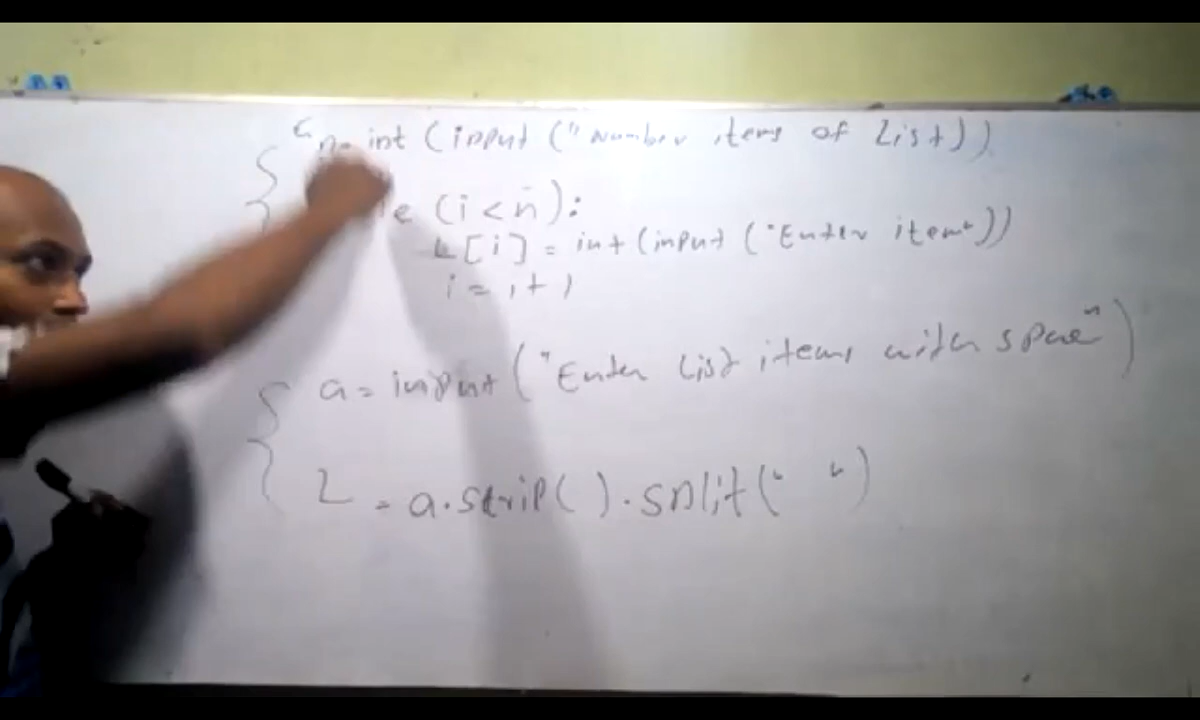 n= int (input ("Number items of List))
e (i<n):
L[i] = int (input ("Enter item"))
i = i+1
a = input ("Enter List items with space")
L = a.strip().split(" ")